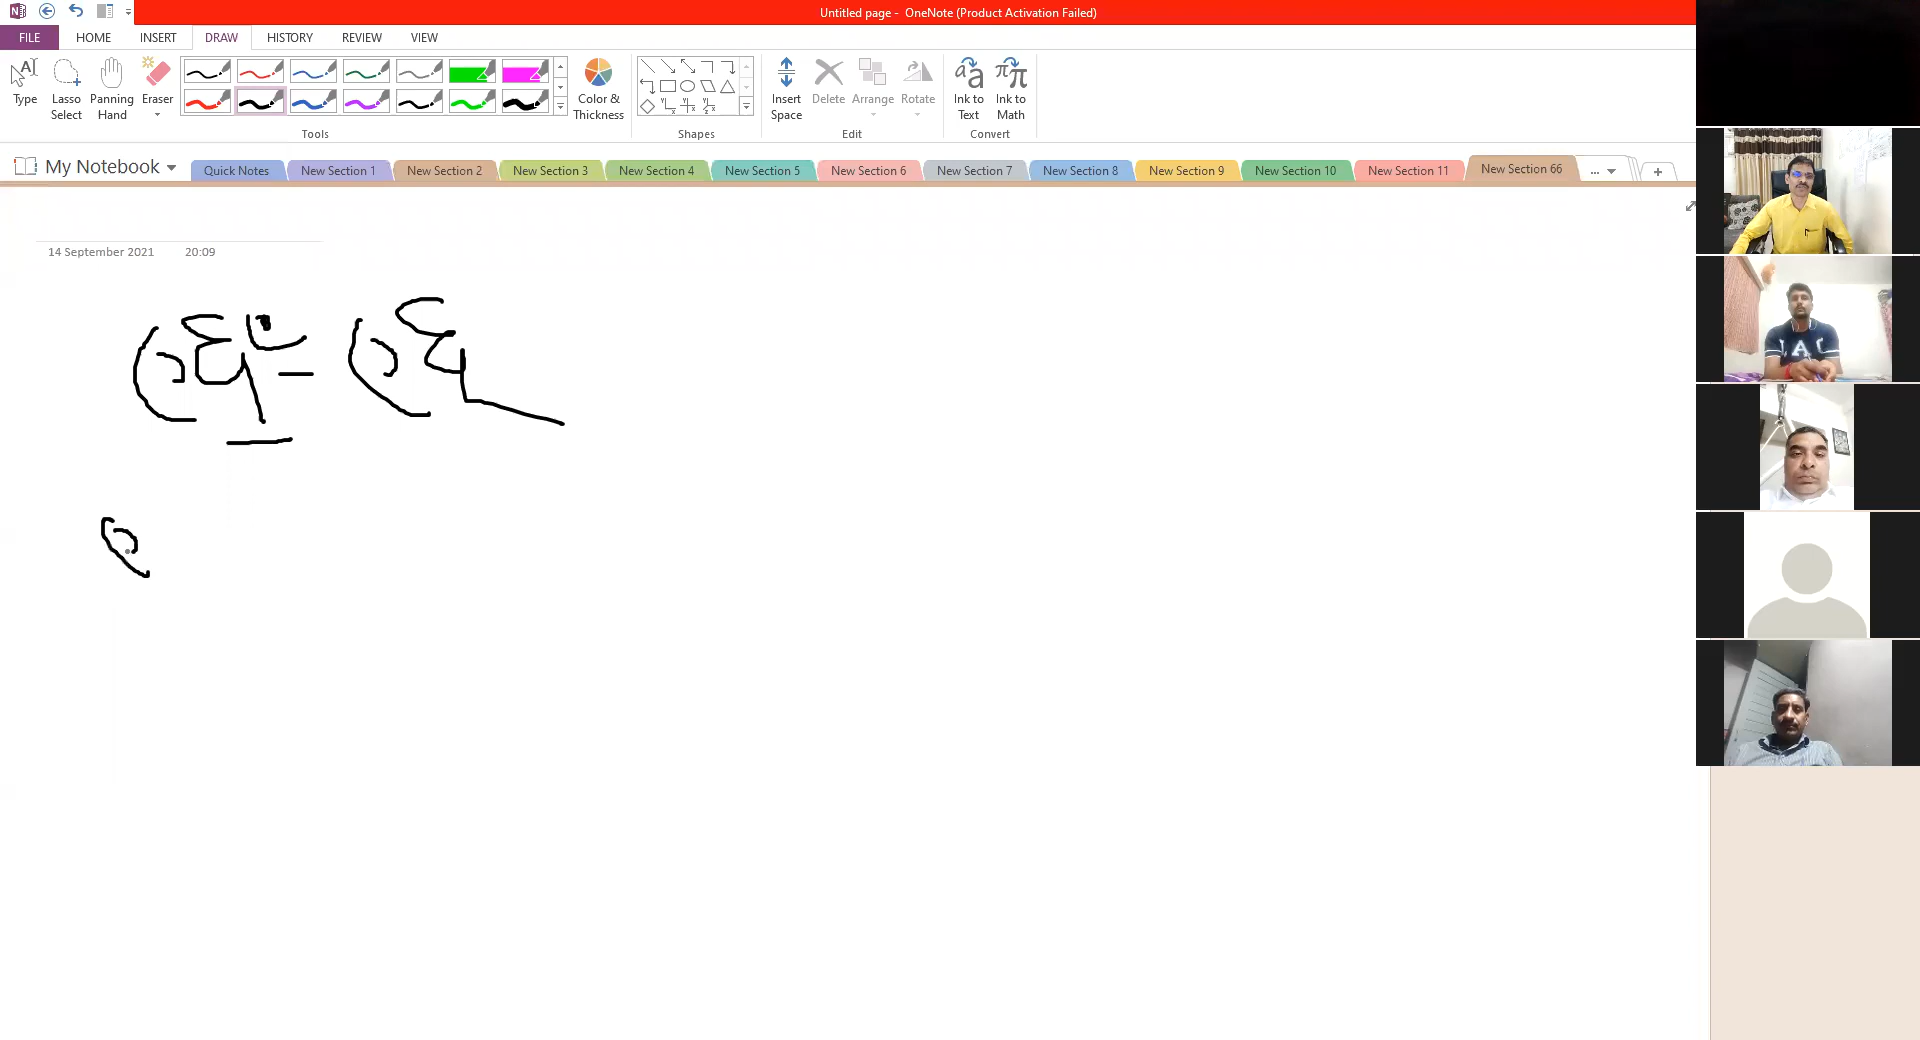 Untitled page - OneNote (Product Activation Failed)
FILE HOME INSERT DRAW HISTORY REVIEW VIEW
Type Lasso Select Panning Hand Eraser Color & Thickness Insert Space Delete Arrange Rotate Ink to Text Ink to Math
Tools Shapes Edit Convert
My Notebook Quick Notes New Section 1 New Section 2 New Section 3 New Section 4 New Section 5 New Section 6 New Section 7 New Section 8 New Section 9 New Section 10 New Section 11 New Section 66 ...
14 September 2021 20:09